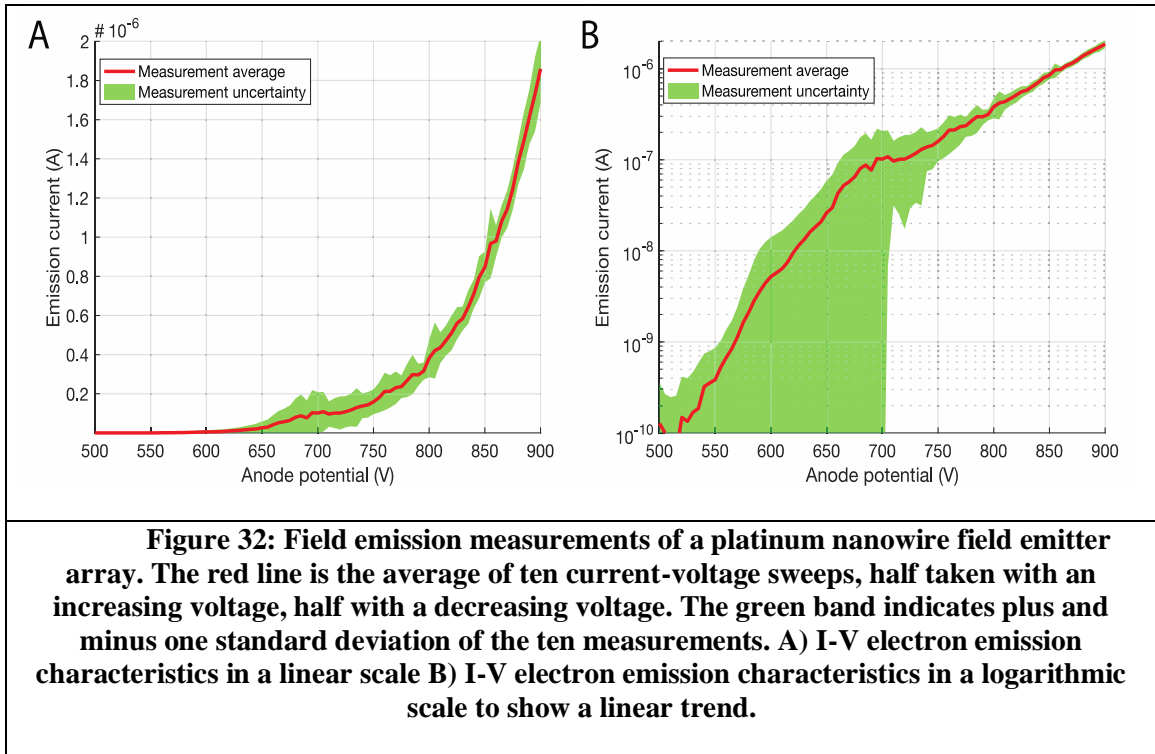 A
# 10⁻⁶
2
1.8
1.6
1.4
1.2
1
0.8
0.6
0.4
0.2
Emission current (A)
Measurement average
Measurement uncertainty
500 550 600 650 700 750 800 850 900
Anode potential (V)
B
10⁻⁶
10⁻⁷
10⁻⁸
10⁻⁹
10⁻¹⁰
Emission current (A)
Measurement average
Measurement uncertainty
500 550 600 650 700 750 800 850 900
Anode potential (V)
Figure 32: Field emission measurements of a platinum nanowire field emitter
array. The red line is the average of ten current-voltage sweeps, half taken with an
increasing voltage, half with a decreasing voltage. The green band indicates plus and
minus one standard deviation of the ten measurements. A) I-V electron emission
characteristics in a linear scale B) I-V electron emission characteristics in a logarithmic
scale to show a linear trend.